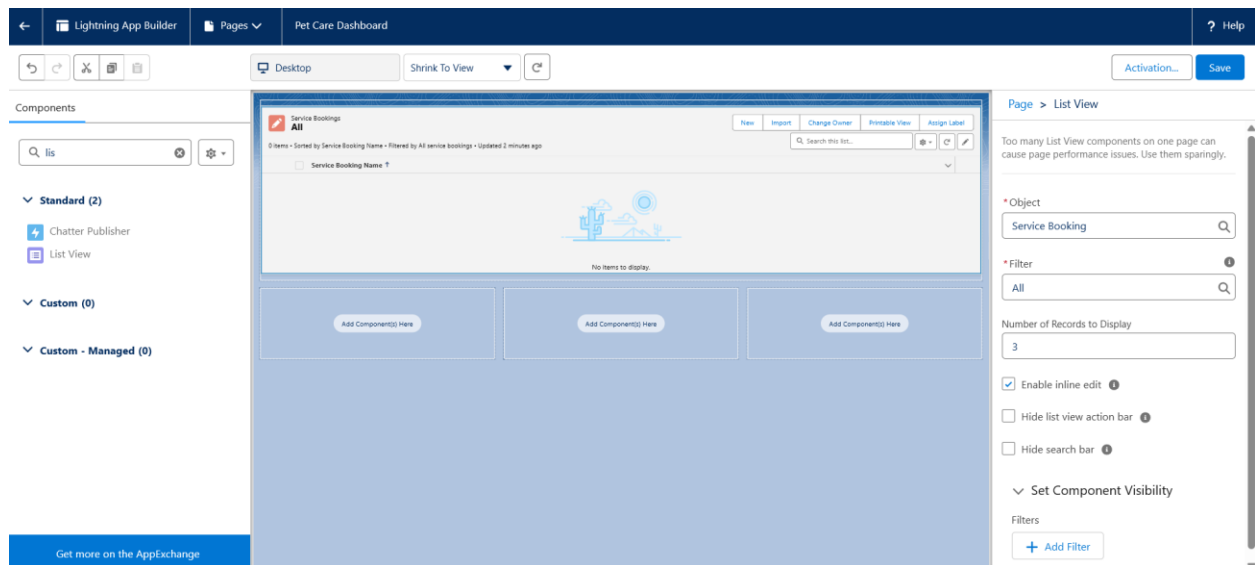 Lightning App Builder
Pages
Pet Care Dashboard
? Help
Desktop
Shrink To View
Activation...
Save
Components
lis
Standard (2)
Chatter Publisher
List View
Custom (0)
Custom - Managed (0)
Get more on the AppExchange
Service Bookings
All
New
Import
Change Owner
Printable View
Assign Label
0 items • Sorted by Service Booking Name • Filtered by All service bookings • Updated 2 minutes ago
Search this list...
Service Booking Name ↑
No items to display.
Add Component(s) Here
Add Component(s) Here
Add Component(s) Here
Page > List View
Too many List View components on one page can
cause page performance issues. Use them sparingly.
*Object
Service Booking
*Filter
All
Number of Records to Display
3
Enable inline edit
Hide list view action bar
Hide search bar
Set Component Visibility
Filters
+ Add Filter